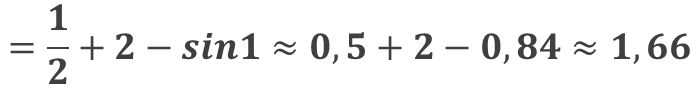 = 1/2 + 2 − sin1 ≈ 0,5 + 2 − 0,84 ≈ 1,66